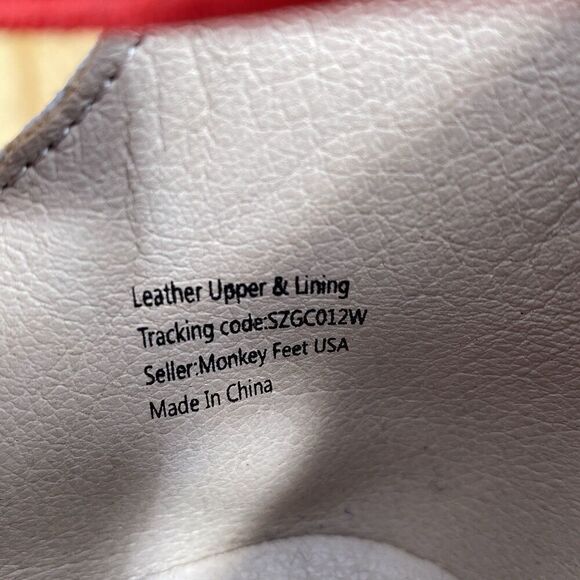 Leather Upper & Lining
Tracking code:SZGC012W
Seller:Monkey Feet USA
Made In China